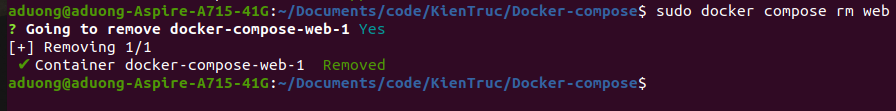 aduong@aduong-Aspire-A715-41G:~/Documents/code/KienTruc/Docker-compose$ sudo docker compose rm web
? Going to remove docker-compose-web-1 Yes
[+] Removing 1/1
✔ Container docker-compose-web-1  Removed
aduong@aduong-Aspire-A715-41G:~/Documents/code/KienTruc/Docker-compose$